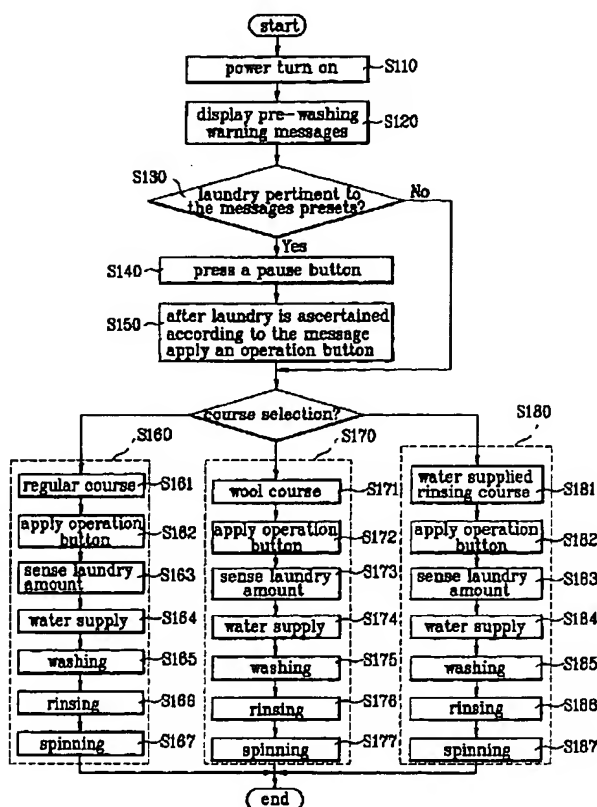 start
power turn on
S110
display pre-washing
warning messages
S120
S130
laundry pertinent to
the messages presets?
No
Yes
S140
press a pause button
S150
after laundry is ascertained
according to the message
apply an operation button
course selection?
S160
regular course
S161
apply operation
button
S162
sense laundry
amount
S163
water supply
S164
washing
S165
rinsing
S166
spinning
S167
S170
wool course
S171
apply operation
button
S172
sense laundry
amount
S173
water supply
S174
washing
S175
rinsing
S176
spinning
S177
S180
water supplied
rinsing course
S181
apply operation
button
S182
sense laundry
amount
S183
water supply
S184
washing
S185
rinsing
S186
spinning
S187
end